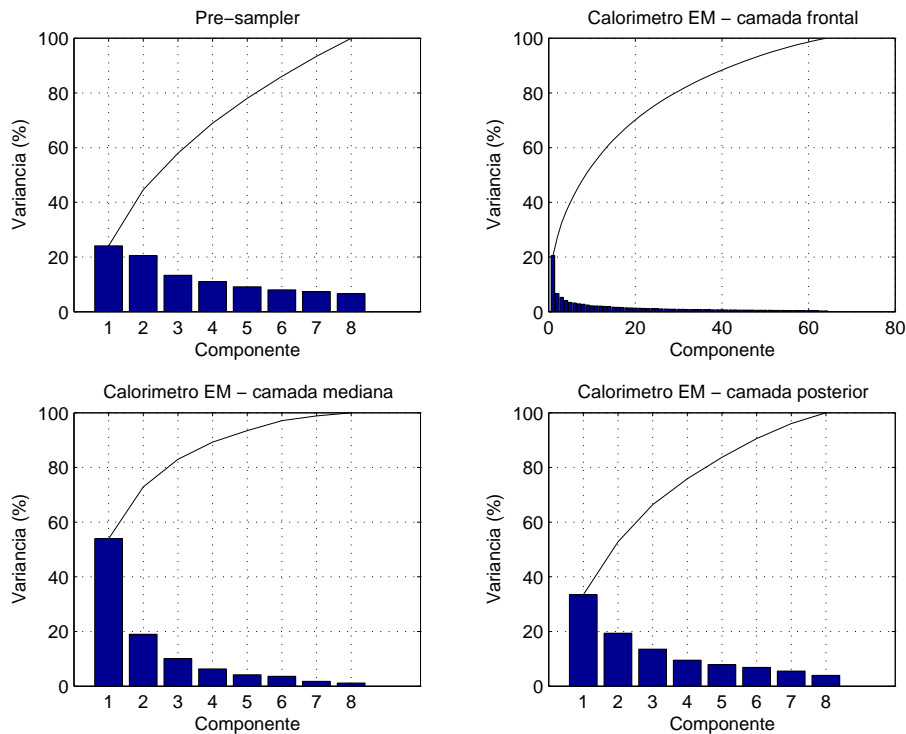 Pre−sampler
100
80
60
40
20
0
Variancia (%)
1 2 3 4 5 6 7 8
Componente
Calorimetro EM − camada frontal
100
80
60
40
20
0
Variancia (%)
0 20 40 60 80
Componente
Calorimetro EM − camada mediana
100
80
60
40
20
0
Variancia (%)
1 2 3 4 5 6 7 8
Componente
Calorimetro EM − camada posterior
100
80
60
40
20
0
Variancia (%)
1 2 3 4 5 6 7 8
Componente